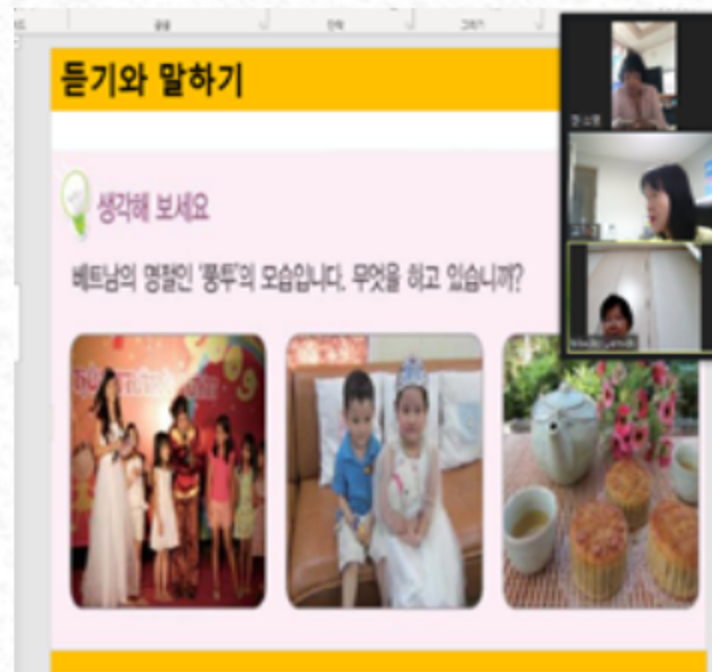 듣기와 말하기
생각해 보세요
베트남의 명절인 '풍투'의 모습입니다. 무엇을 하고 있습니까?